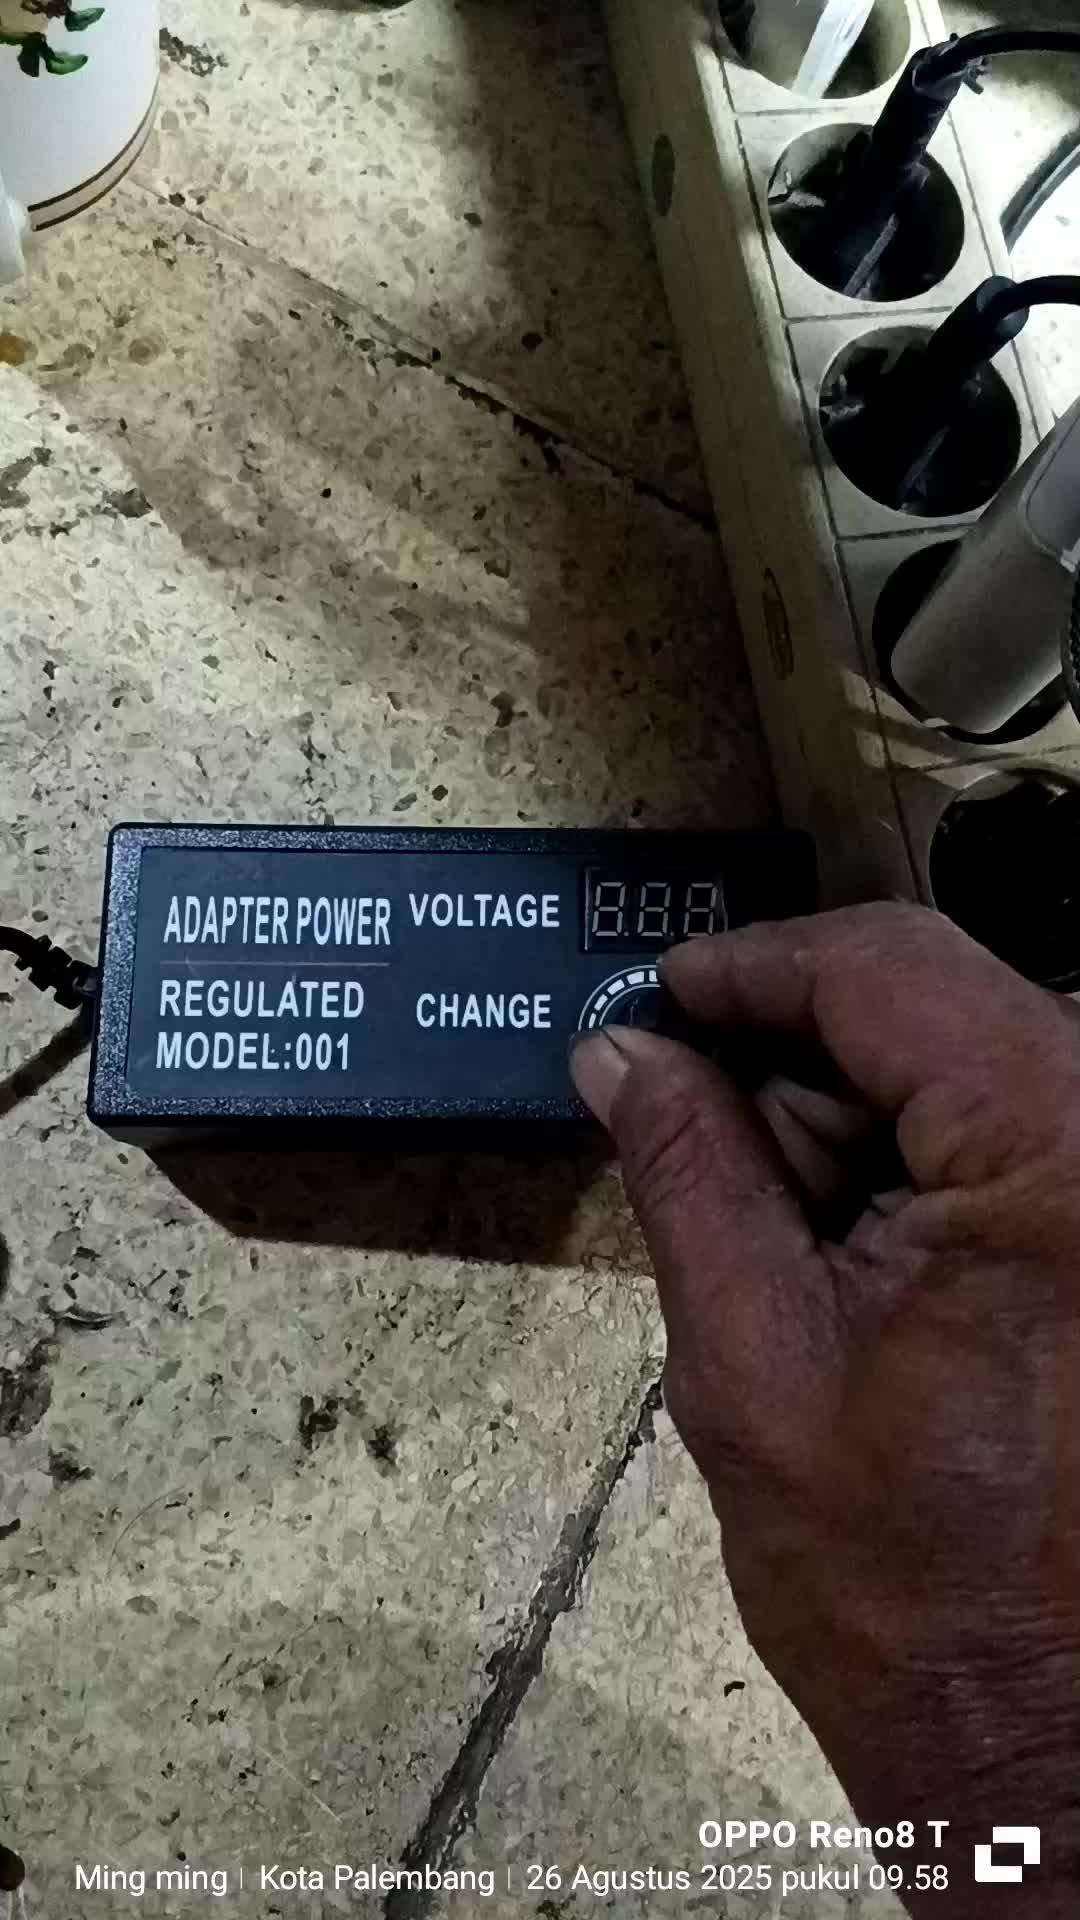 ADAPTER POWER
VOLTAGE
REGULATED
MODEL:001
CHANGE
OPPO Reno8 T
Ming ming | Kota Palembang | 26 Agustus 2025 pukul 09.58